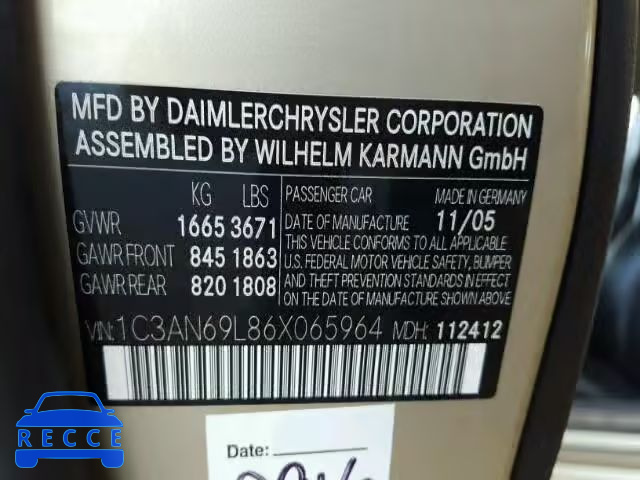 MFD BY DAIMLERCHRYSLER CORPORATION
ASSEMBLED BY WILHELM KARMANN GmbH
KG LBS
GVWR 1665 3671
GAWR FRONT 845 1863
GAWR REAR 820 1808
PASSENGER CAR MADE IN GERMANY
DATE OF MANUFACTURE 11/05
THIS VEHICLE CONFORMS TO ALL APPLICABLE
U.S. FEDERAL MOTOR VEHICLE SAFETY, BUMPER
AND THEFT PREVENTION STANDARDS IN EFFECT
ON THE DATE OF MANUFACTURE SHOWN ABOVE.
VIN: 1C3AN69L86X065964 MDH: 112412
Date:
RECCE